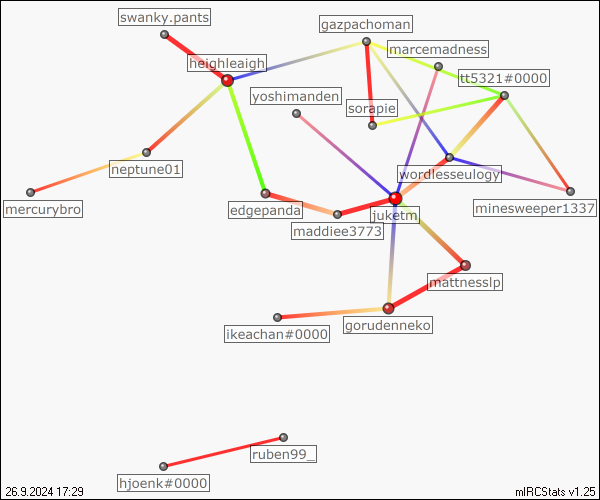 swanky.pants
gazpachoman
marcemadness
heighleaigh
tt5321#0000
yoshimanden
sorapie
wordlesseulogy
neptune01
mercurybro
edgepanda
juketm
minesweeper1337
maddiee3773
mattnesslp
gorudenneko
ikeachan#0000
ruben99_
hjoenk#0000
26.9.2024 17:29
mIRCStats v1.25